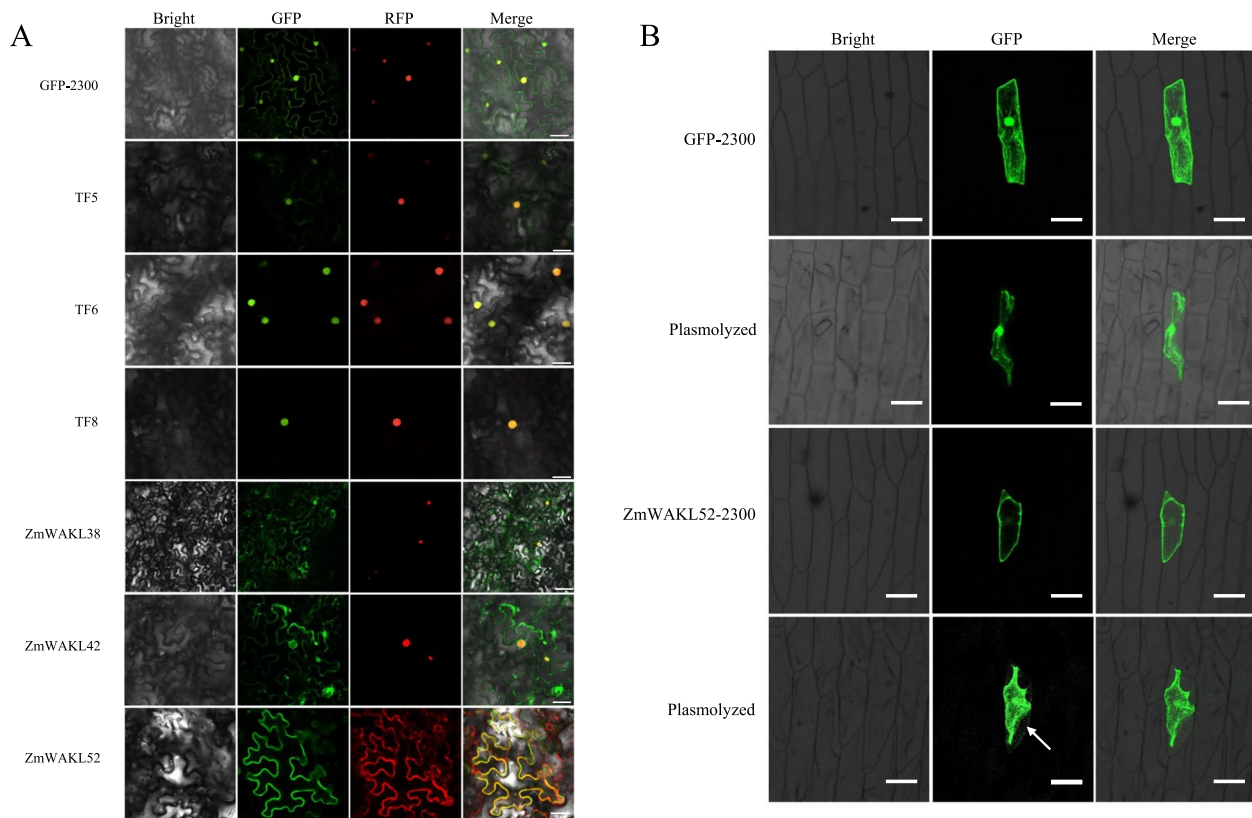 A
Bright GFP RFP Merge
GFP-2300
TF5
TF6
TF8
ZmWAKL38
ZmWAKL42
ZmWAKL52
B
Bright GFP Merge
GFP-2300
Plasmolyzed
ZmWAKL52-2300
Plasmolyzed